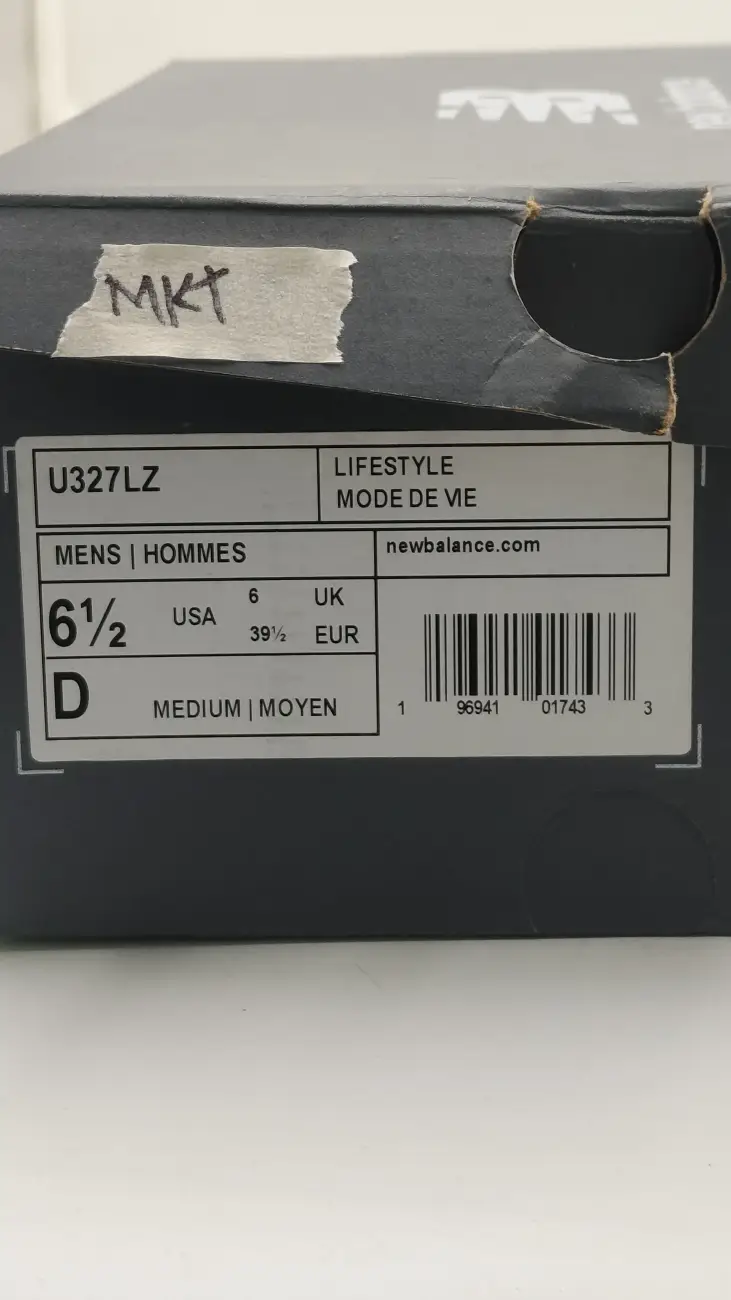 MKT
U327LZ
LIFESTYLE
MODE DE VIE
MENS | HOMMES
newbalance.com
6½ USA 6 UK
39½ EUR
D MEDIUM | MOYEN
1 96941 01743 3